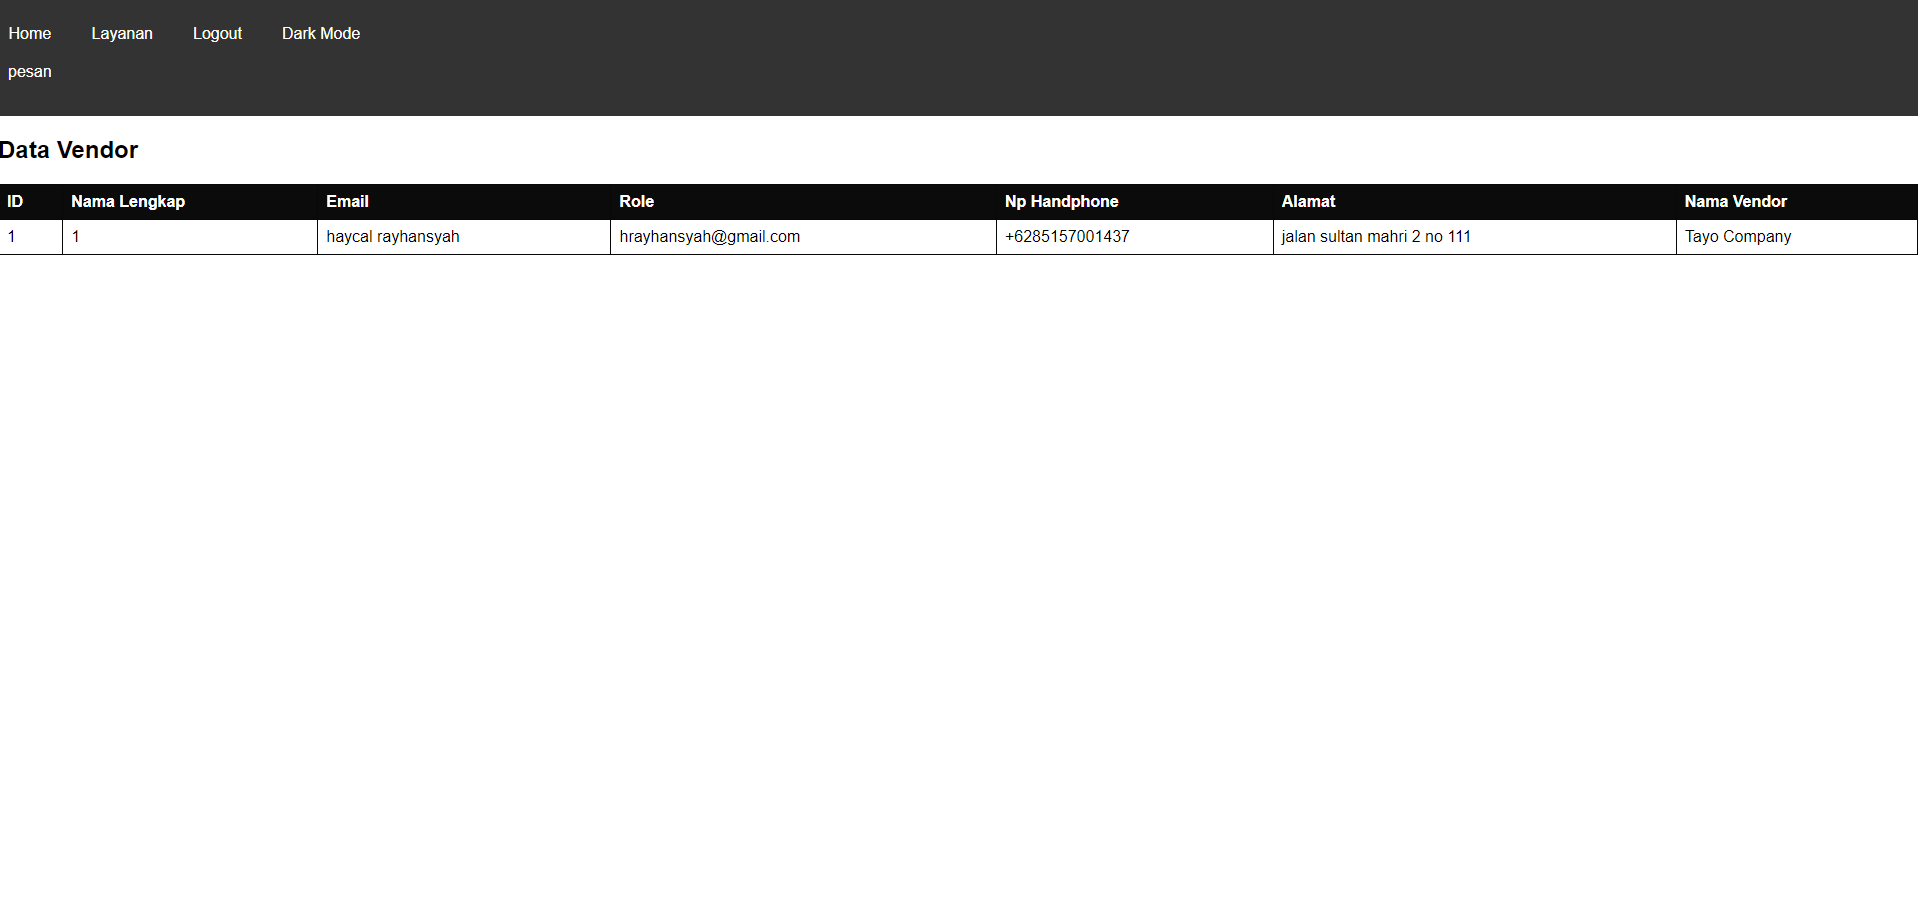 Home Layanan Logout Dark Mode
pesan
Data Vendor
ID Nama Lengkap Email Role Np Handphone Alamat Nama Vendor
1 1 haycal rayhansyah hrayhansyah@gmail.com +6285157001437 jalan sultan mahri 2 no 111 Tayo Company